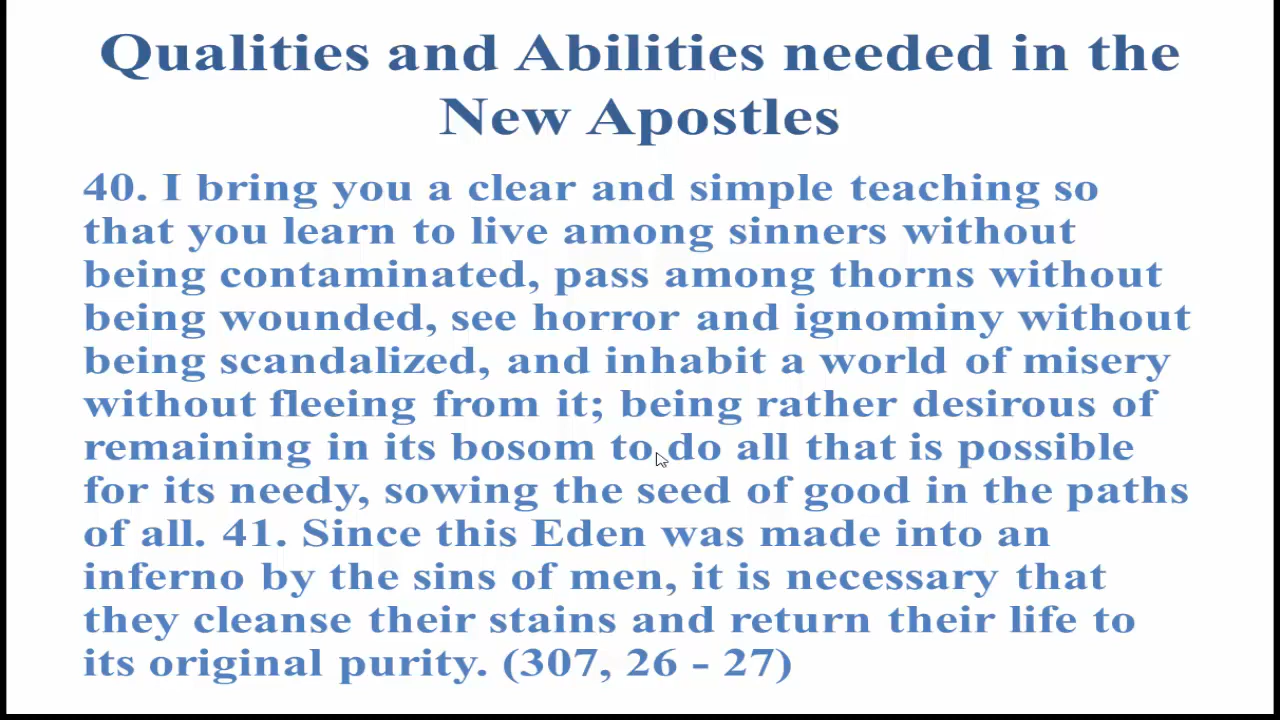 Qualities and Abilities needed in the
New Apostles
40. I bring you a clear and simple teaching so
that you learn to live among sinners without
being contaminated, pass among thorns without
being wounded, see horror and ignominy without
being scandalized, and inhabit a world of misery
without fleeing from it; being rather desirous of
remaining in its bosom to do all that is possible
for its needy, sowing the seed of good in the paths
of all. 41. Since this Eden was made into an
inferno by the sins of men, it is necessary that
they cleanse their stains and return their life to
its original purity. (307, 26 - 27)